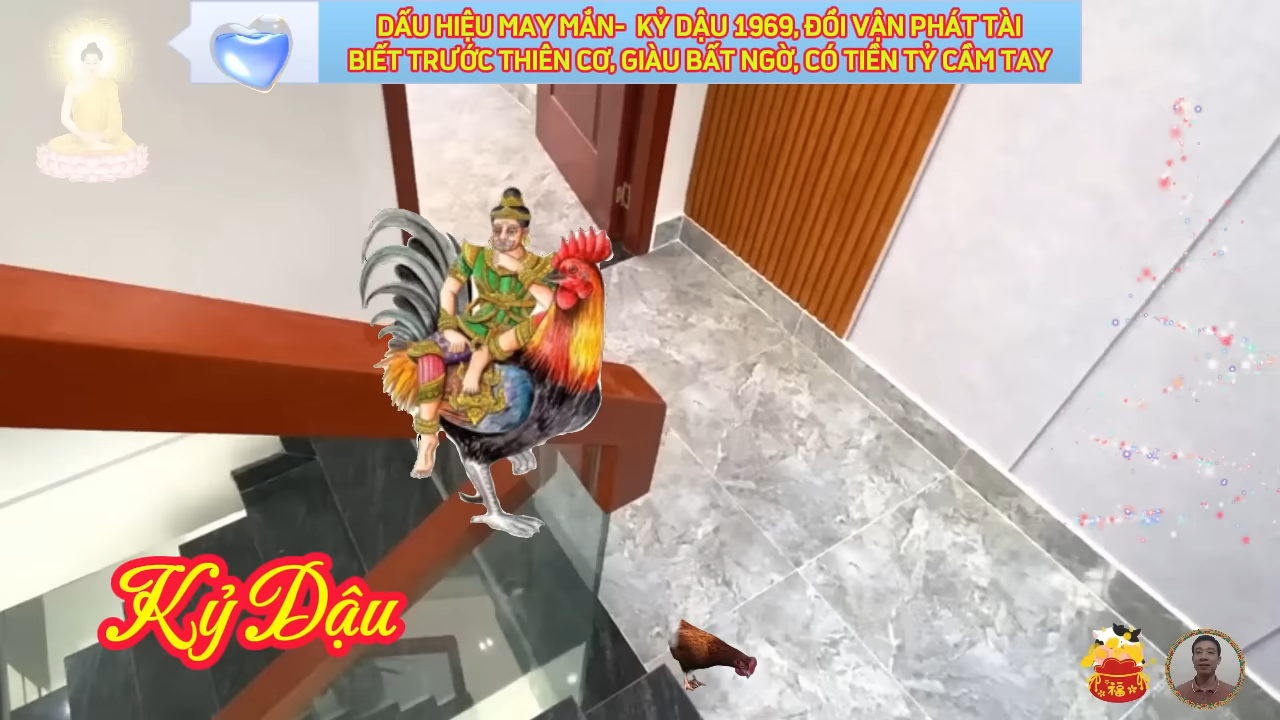 DẤU HIỆU MAY MẮN- KỶ DẬU 1969, ĐỔI VẬN PHÁT TÀI
BIẾT TRƯỚC THIÊN CƠ, GIÀU BẤT NGỜ, CÓ TIỀN TỶ CẦM TAY
Kỷ Dậu
福